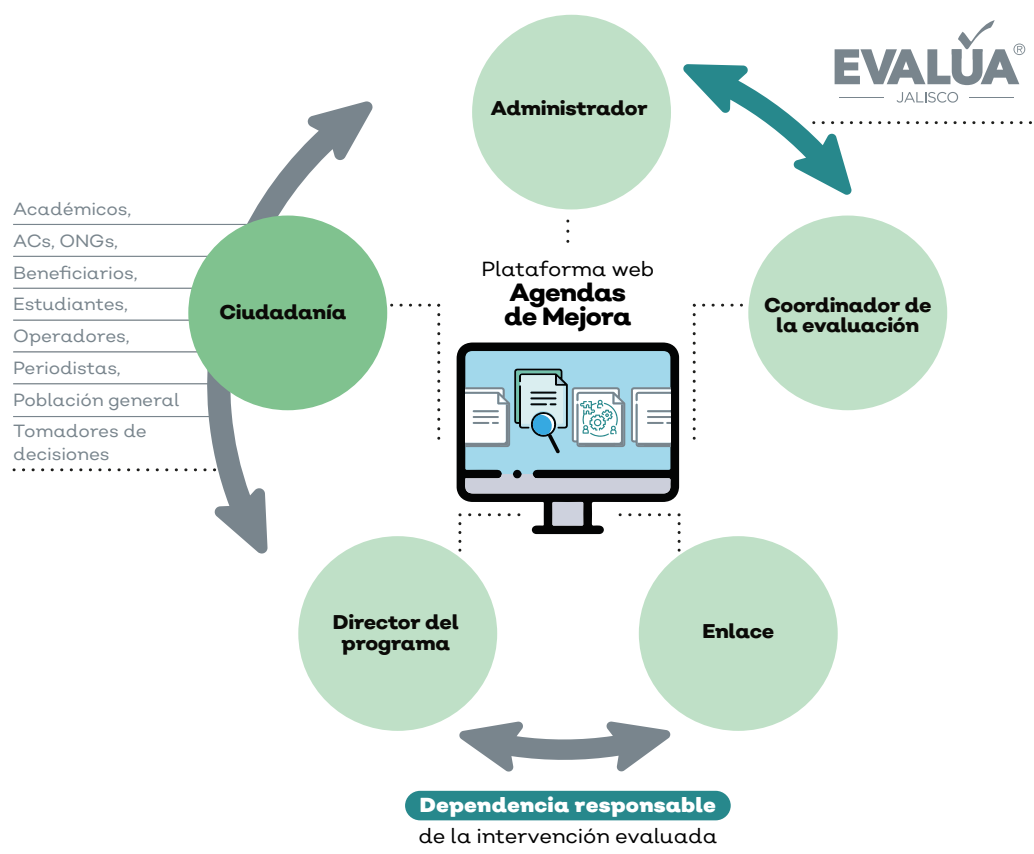 Administrador
EVALÚA®
JALISCO
Académicos,
ACs, ONGs,
Beneficiarios,
Estudiantes,
Operadores,
Periodistas,
Población general
Tomadores de
decisiones
Ciudadanía
Plataforma web
Agendas
de Mejora
Coordinador de
la evaluación
Director del
programa
Enlace
Dependencia responsable
de la intervención evaluada